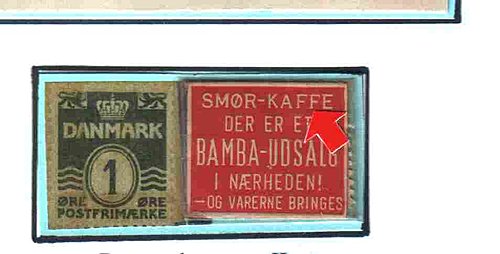 DANMARK
1
ØRE ØRE
POSTFRIMÆRKE
SMØR-KAFFE
DER ER ET
BAMBA-UDSALG
I NÆRHEDEN!
—OG VARERNE BRINGES